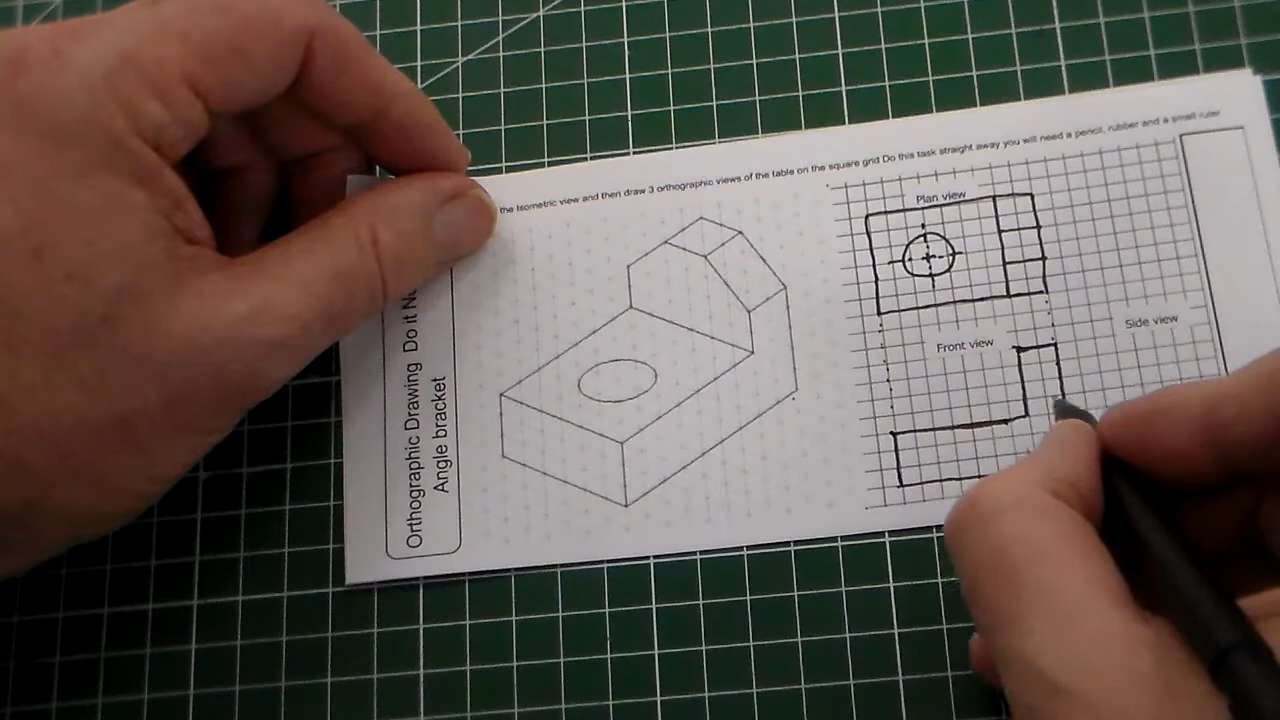 the Isometric view and then draw 3 orthographic views of the table on the square grid Do this task straight away you will need a pencil, rubber and a small ruler
Orthographic Drawing Do it
Angle bracket
Plan view
Front view
Side view